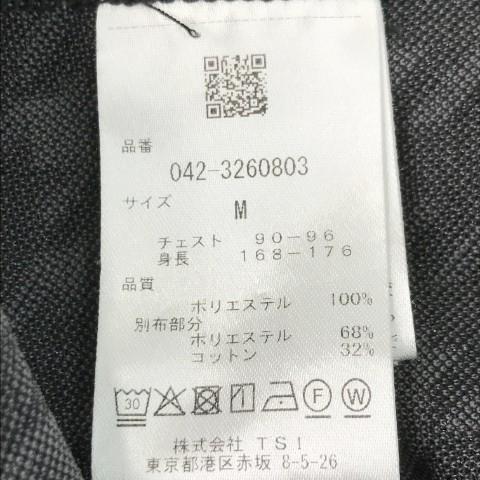 品番
042-3260803
サイズ
M
チェスト 90-96
身長 168-176
品質
ポリエステル 100%
別布部分
ポリエステル 68%
コットン 32%
30 F W
株式会社 TSI
東京都港区赤坂 8-5-26